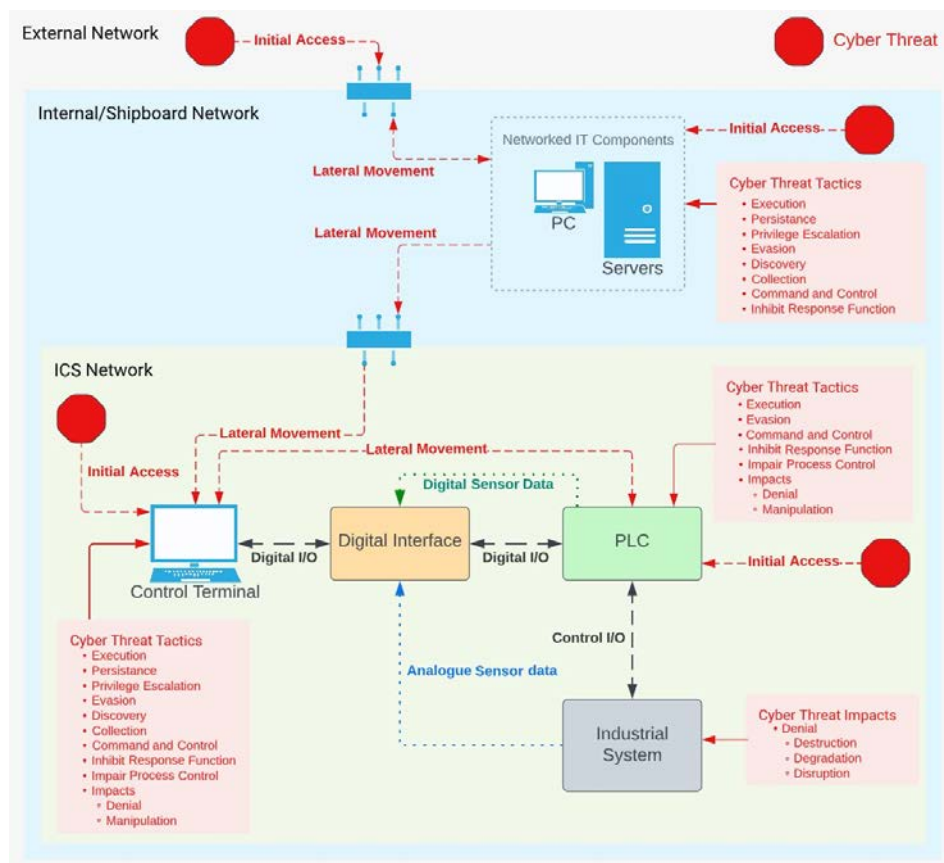 External Network
Initial Access
Cyber Threat
Internal/Shipboard Network
Networked IT Components
Initial Access
Lateral Movement
PC
Servers
Cyber Threat Tactics
• Execution
• Persistance
• Privilege Escalation
• Evasion
• Discovery
• Collection
• Command and Control
• Inhibit Response Function
Lateral Movement
ICS Network
Cyber Threat Tactics
• Execution
• Evasion
• Command and Control
• Inhibit Response Function
• Impair Process Control
• Impacts
◦ Denial
◦ Manipulation
Lateral Movement
Lateral Movement
Initial Access
Digital Sensor Data
Digital Interface
PLC
Digital I/O
Digital I/O
Initial Access
Control Terminal
Control I/O
Cyber Threat Tactics
• Execution
• Persistance
• Privilege Escalation
• Evasion
• Discovery
• Collection
• Command and Control
• Inhibit Response Function
• Impair Process Control
• Impacts
◦ Denial
◦ Manipulation
Analogue Sensor data
Industrial
System
Cyber Threat Impacts
• Denial
◦ Destruction
◦ Degradation
◦ Disruption